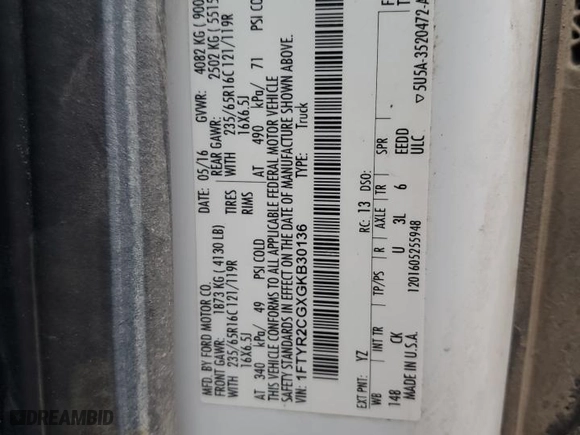 MFD. BY FORD MOTOR CO.
DATE: 05/16 GVWR: 4082 KG ( 900
FRONT GAWR: 1873 KG ( 4130 LB)
REAR GAWR: 2502 KG ( 5515
WITH 235/65R16C 121/119R TIRES
WITH 235/65R16C 121/119R
16X6.5J RIMS
16X6.5J
AT 340 kPa/ 49 PSI COLD
AT 490 kPa/ 71 PSI COLD
THIS VEHICLE CONFORMS TO ALL APPLICABLE FEDERAL MOTOR VEHICLE
SAFETY STANDARDS IN EFFECT ON THE DATE OF MANUFACTURE SHOWN ABOVE.
VIN: 1FTYR2CGXGKB30136
TYPE: Truck
EXT PNT: YZ RC: 13 DSO:
WB INT TR TP/PS R AXLE TR SPR
148 CK U 3L 6 EEDD
MADE IN U.S.A. 1201605255948 ULC
5U5A-3520472-A
DREAMBID